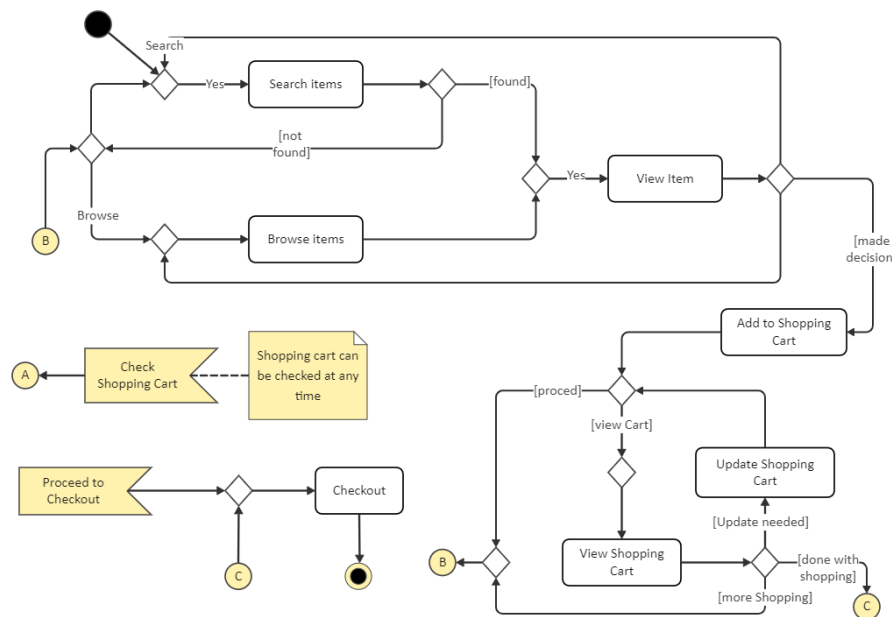 Search
Yes
Search items
[found]
[not
found]
Yes
View Item
B
Browse
Browse items
[made
decision
Add to Shopping
Cart
A
Check
Shopping Cart
Shopping cart can
be checked at any
time
[proced]
[view Cart]
Update Shopping
Cart
Proceed to
Checkout
Checkout
[Update needed]
View Shopping
Cart
B
[done with
shopping]
[more Shopping]
C
C